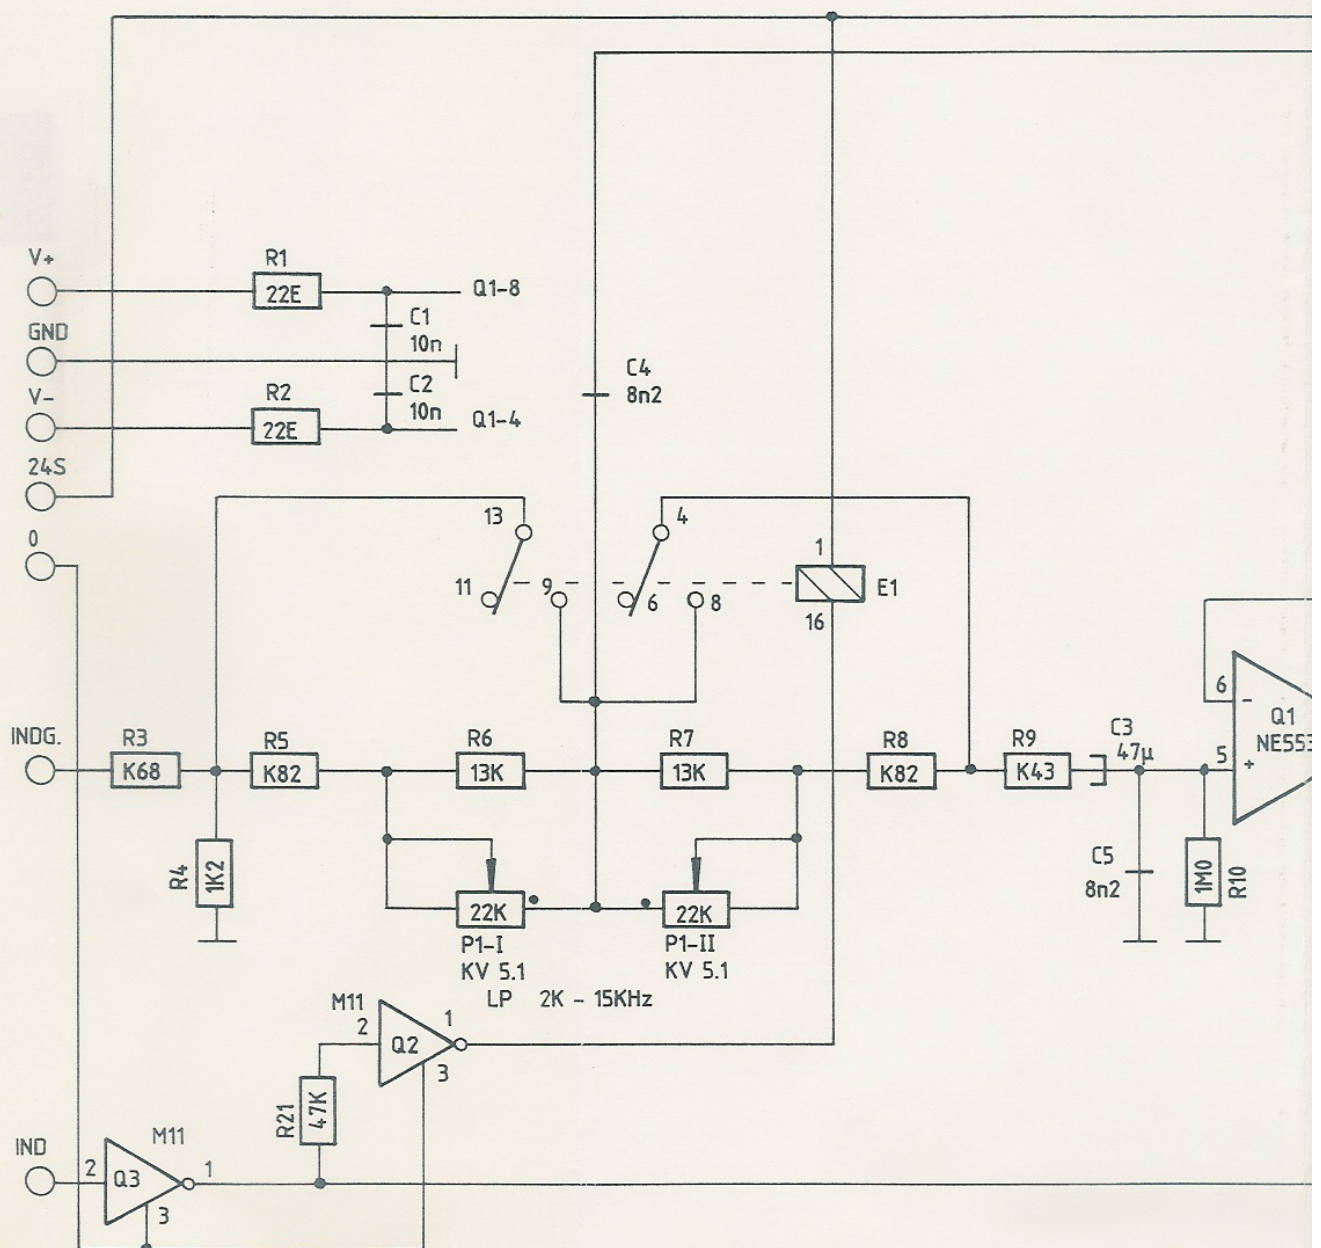 V+
R1
22E
Q1-8
C1
10n
GND
C2
10n
V-
R2
22E
Q1-4
C4
8n2
24S
0
13
4
11
9
6
8
1
E1
16
6
-
Q1
NE553
5
+
INDG.
R3
K68
R5
K82
R6
13K
R7
13K
R8
K82
R9
K43
C3
47µ
R4
1K2
C5
8n2
1M0
R10
22K
P1-I
KV 5.1
22K
P1-II
KV 5.1
LP 2K - 15KHz
M11
2
Q2
1
3
R21
47K
IND
M11
2
Q3
1
3